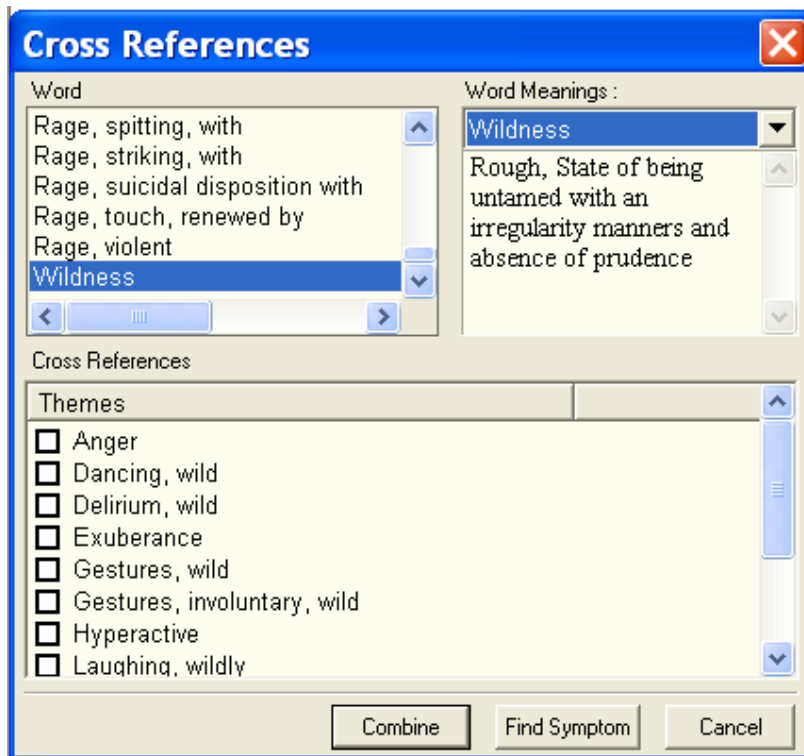 Cross References
Word
Rage, spitting, with
Rage, striking, with
Rage, suicidal disposition with
Rage, touch, renewed by
Rage, violent
Wildness
Word Meanings :
Wildness
Rough, State of being
untamed with an
irregularity manners and
absence of prudence
Cross References
Themes
Anger
Dancing, wild
Delirium, wild
Exuberance
Gestures, wild
Gestures, involuntary, wild
Hyperactive
Laughing, wildly
Combine
Find Symptom
Cancel